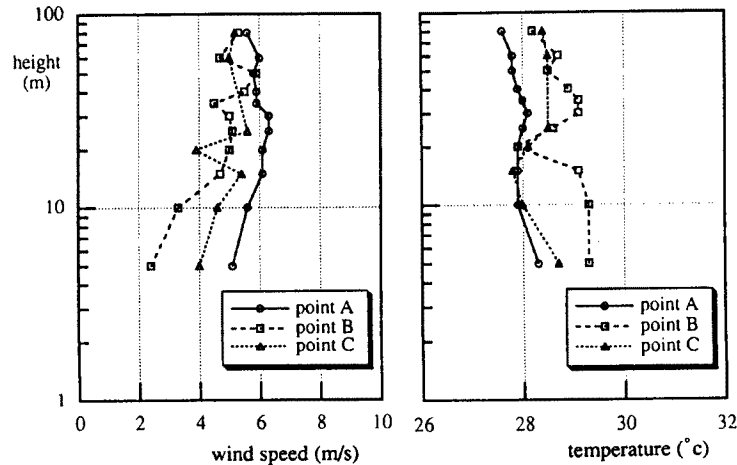 100
height
(m)
10
1
0 2 4 6 8 10
wind speed (m/s)
point A
point B
point C
26 28 30 32
temperature (˚c)
point A
point B
point C